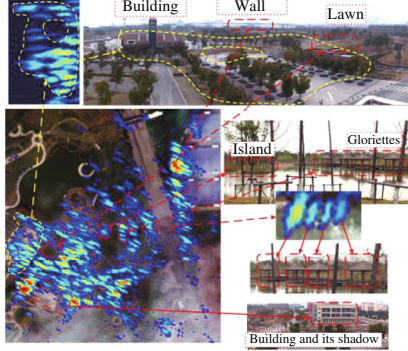 Building
Wall
Lawn
Island
Gloriettes
Building and its shadow